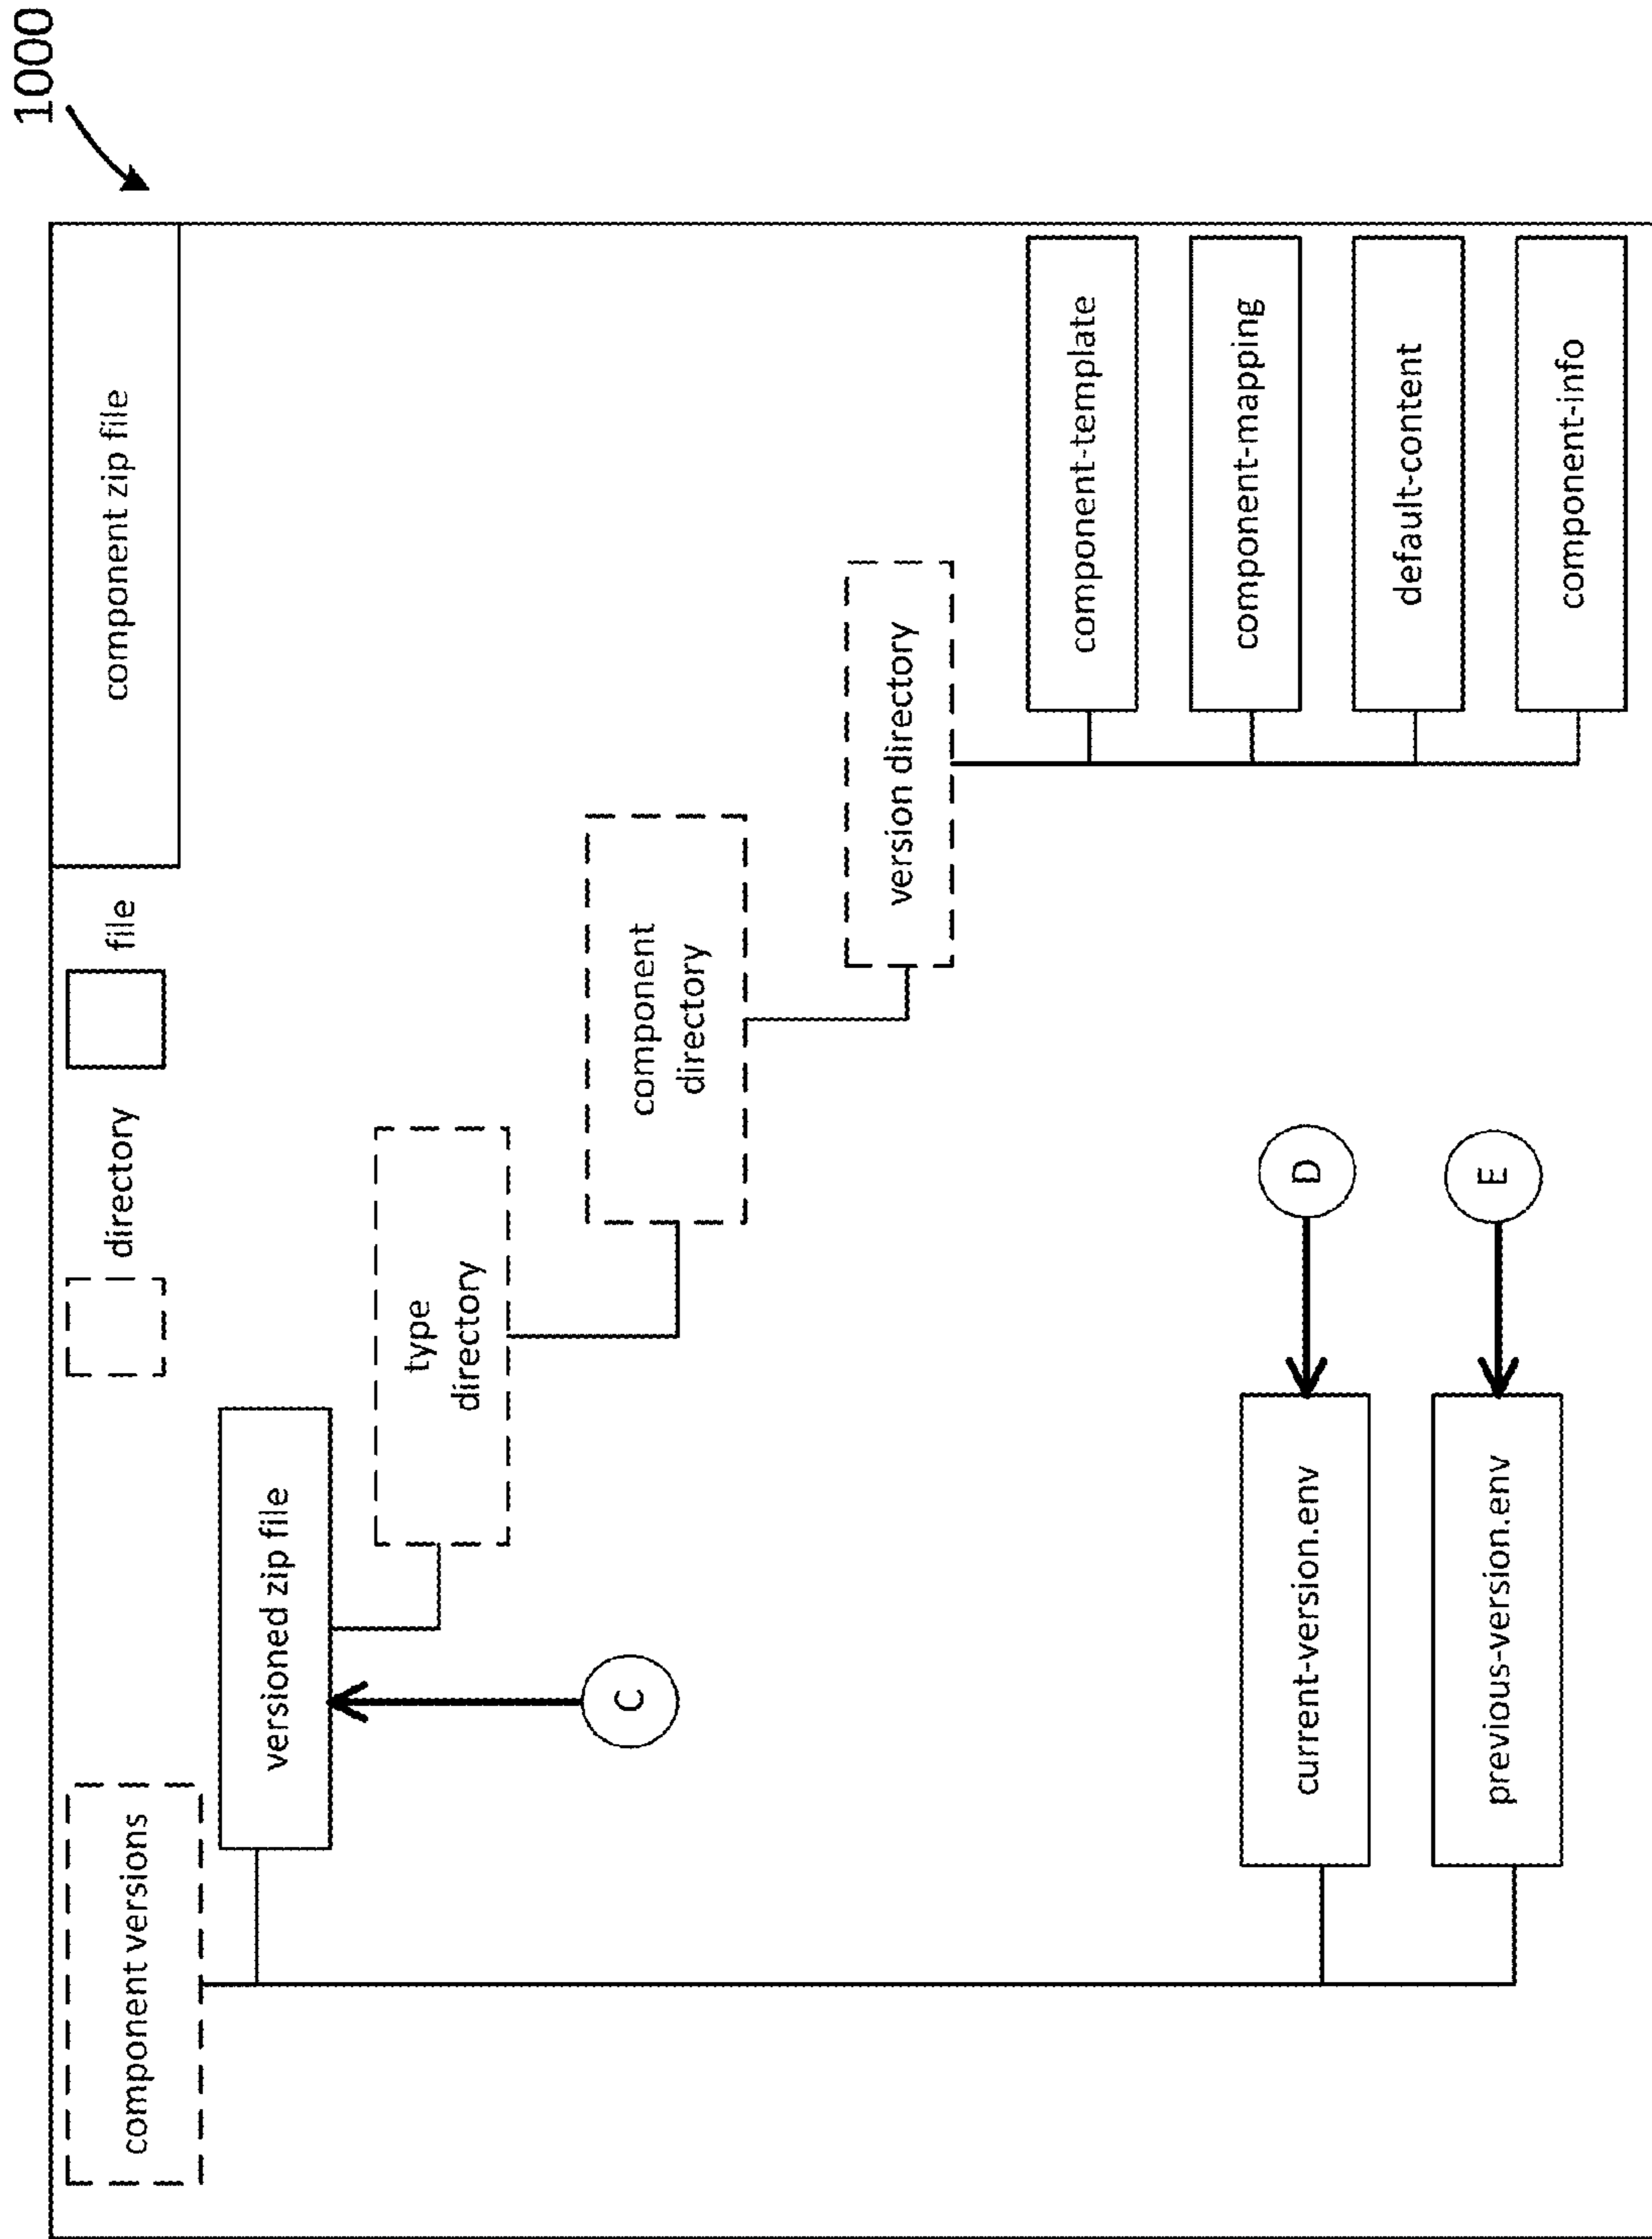 1000
component versions
directory
file
component zip file
versioned zip file
C
type
directory
component
directory
version directory
component-template
component-mapping
default-content
component-info
current-version.env
D
previous-version.env
E